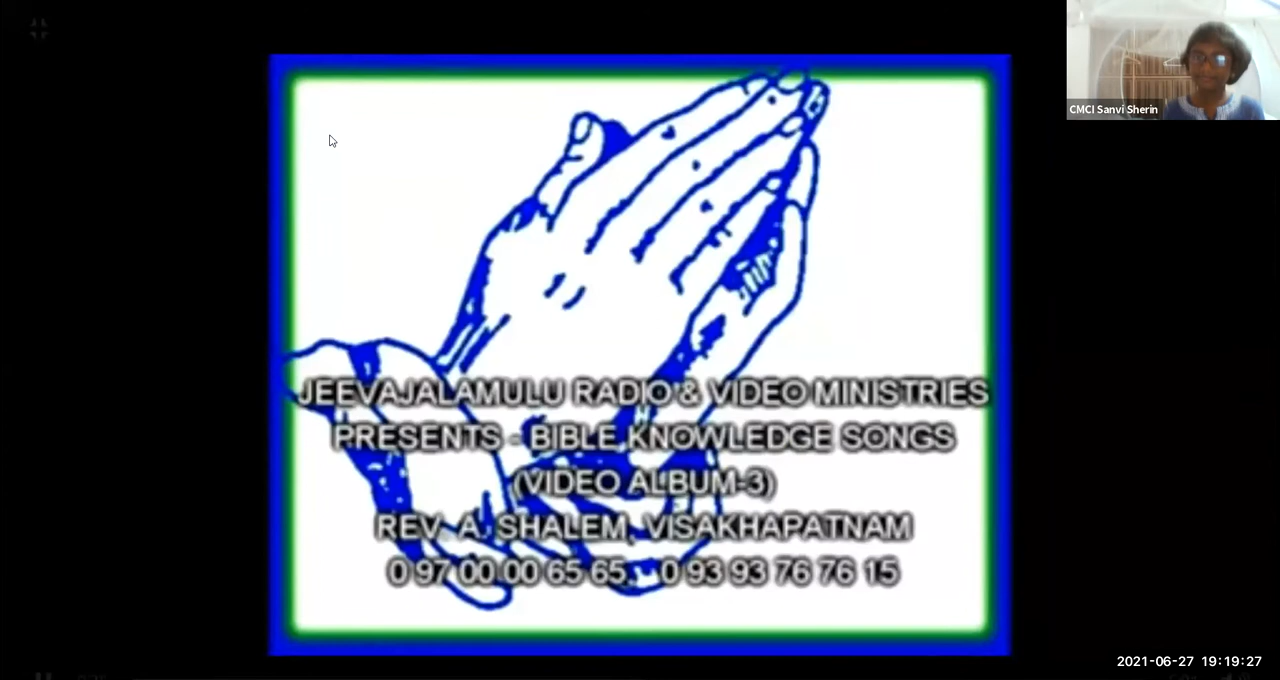 CMCI Sanvi Sherin
JEEVAJALAMULU RADIO & VIDEO MINISTRIES
PRESENTS - BIBLE KNOWLEDGE SONGS
(VIDEO ALBUM-3)
REV. A. SHALEM, VISAKHAPATNAM
0 97 00 00 65 65, 0 93 93 76 76 15
2021-06-27 19:19:27